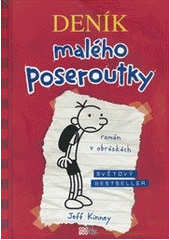 DENÍK
malého
poseroutky
román
v obrázkách
SVĚTOVÝ
BESTSELLER
Jeff Kinney